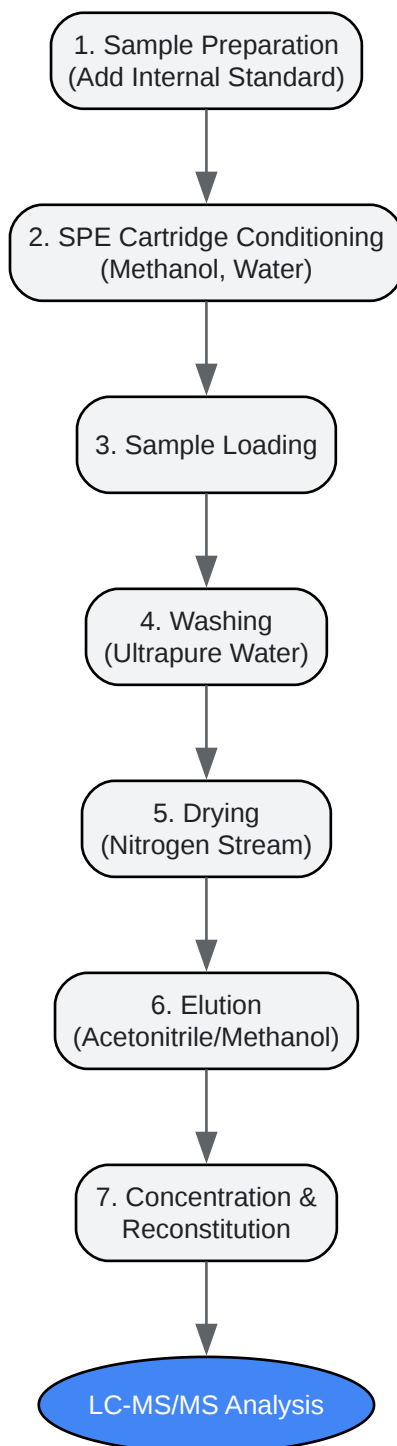 1. Sample Preparation
(Add Internal Standard)
2. SPE Cartridge Conditioning
(Methanol, Water)
3. Sample Loading
4. Washing
(Ultrapure Water)
5. Drying
(Nitrogen Stream)
6. Elution
(Acetonitrile/Methanol)
7. Concentration &
Reconstitution
LC-MS/MS Analysis